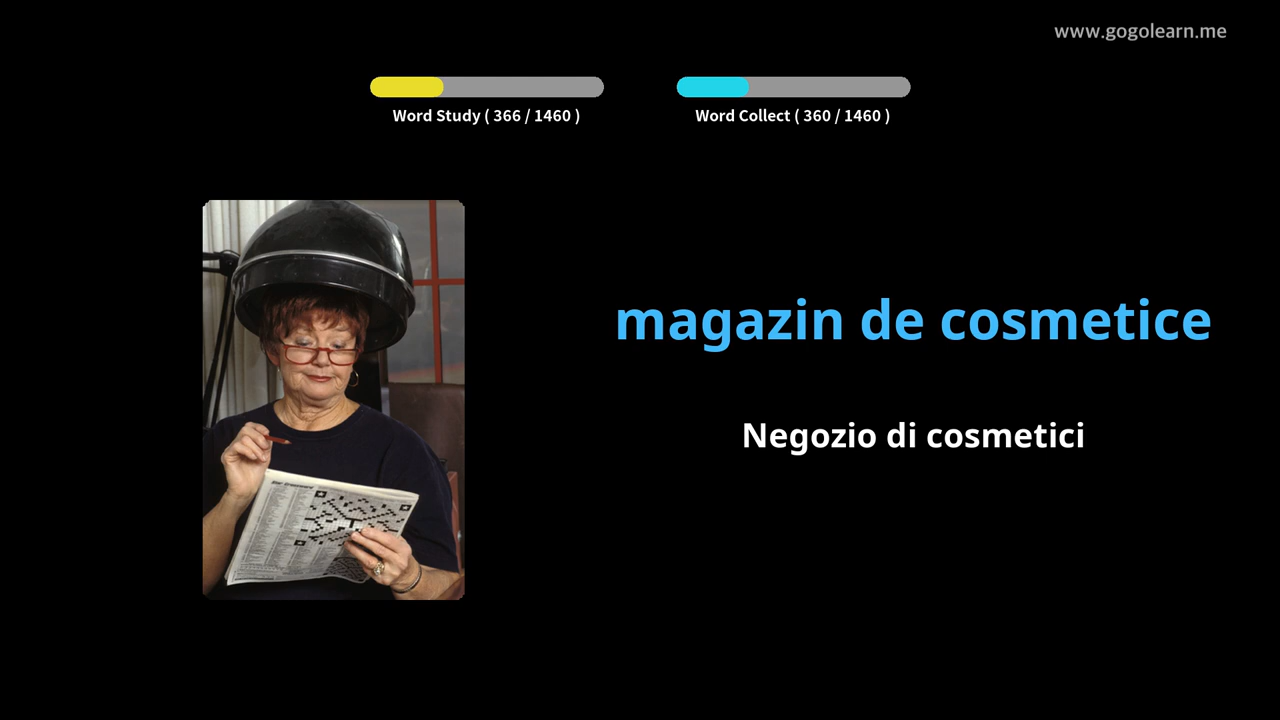 www.gogolearn.me
Word Study ( 366 / 1460 )
Word Collect ( 360 / 1460 )
magazin de cosmetice
Negozio di cosmetici